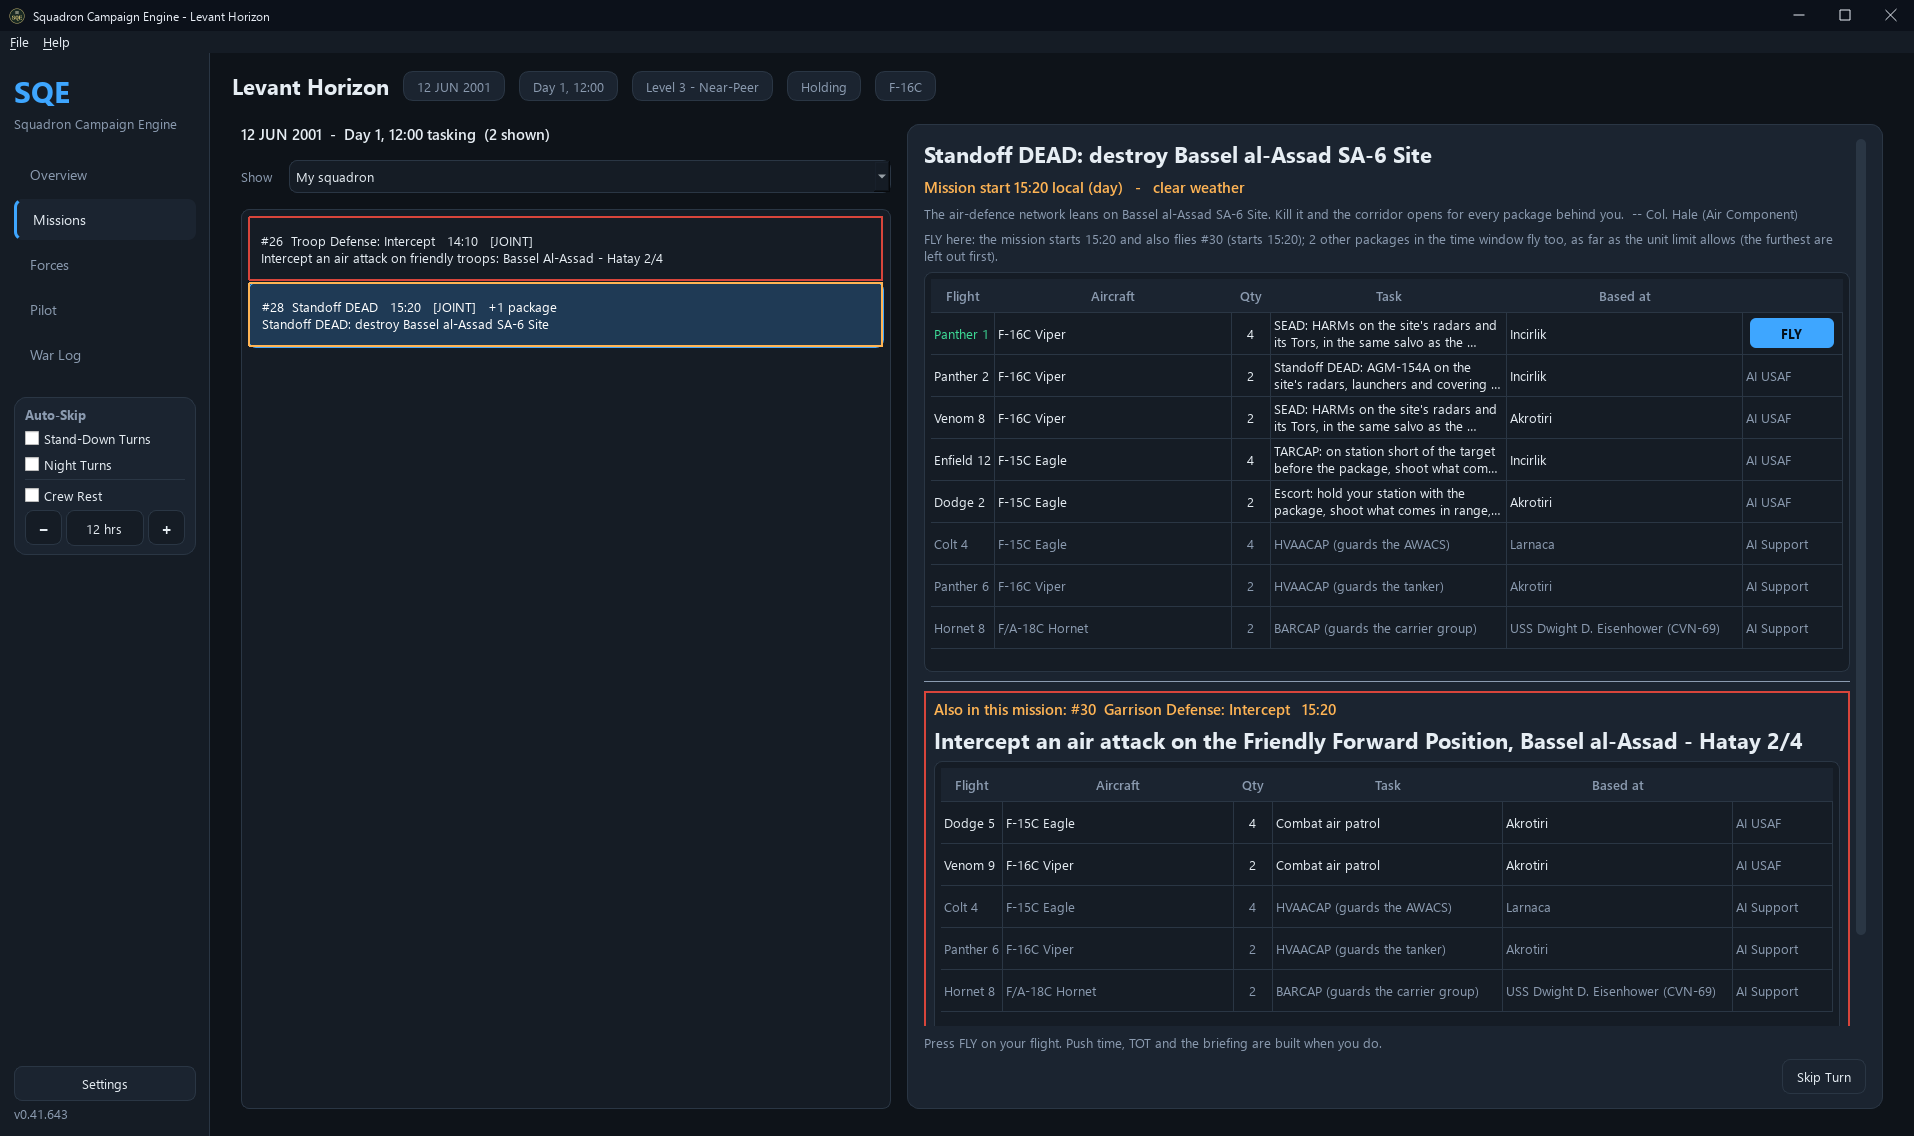 Squadron Campaign Engine - Levant Horizon
File Help
SQE
Squadron Campaign Engine
Overview
Missions
Forces
Pilot
War Log
Auto-Skip
Stand-Down Turns
Night Turns
Crew Rest
− 12 hrs +
Settings
v0.41.643
Levant Horizon 12 JUN 2001 Day 1, 12:00 Level 3 - Near-Peer Holding F-16C
12 JUN 2001 - Day 1, 12:00 tasking (2 shown)
Show My squadron
#26 Troop Defense: Intercept 14:10 [JOINT]
Intercept an air attack on friendly troops: Bassel Al-Assad - Hatay 2/4
#28 Standoff DEAD 15:20 [JOINT] +1 package
Standoff DEAD: destroy Bassel al-Assad SA-6 Site
Standoff DEAD: destroy Bassel al-Assad SA-6 Site
Mission start 15:20 local (day) - clear weather
The air-defence network leans on Bassel al-Assad SA-6 Site. Kill it and the corridor opens for every package behind you. -- Col. Hale (Air Component)
FLY here: the mission starts 15:20 and also flies #30 (starts 15:20); 2 other packages in the time window fly too, as far as the unit limit allows (the furthest are
left out first).
Flight Aircraft Qty Task Based at
Panther 1 F-16C Viper 4 SEAD: HARMs on the site's radars and its Tors, in the same salvo as the ... Incirlik FLY
Panther 2 F-16C Viper 2 Standoff DEAD: AGM-154A on the site's radars, launchers and covering ... Incirlik AI USAF
Venom 8 F-16C Viper 2 SEAD: HARMs on the site's radars and its Tors, in the same salvo as the ... Akrotiri AI USAF
Enfield 12 F-15C Eagle 4 TARCAP: on station short of the target before the package, shoot what com... Incirlik AI USAF
Dodge 2 F-15C Eagle 2 Escort: hold your station with the package, shoot what comes in range,... Akrotiri AI USAF
Colt 4 F-15C Eagle 4 HVAACAP (guards the AWACS) Larnaca AI Support
Panther 6 F-16C Viper 2 HVAACAP (guards the tanker) Akrotiri AI Support
Hornet 8 F/A-18C Hornet 2 BARCAP (guards the carrier group) USS Dwight D. Eisenhower (CVN-69) AI Support
Also in this mission: #30 Garrison Defense: Intercept 15:20
Intercept an air attack on the Friendly Forward Position, Bassel al-Assad - Hatay 2/4
Flight Aircraft Qty Task Based at
Dodge 5 F-15C Eagle 4 Combat air patrol Akrotiri AI USAF
Venom 9 F-16C Viper 2 Combat air patrol Akrotiri AI USAF
Colt 4 F-15C Eagle 4 HVAACAP (guards the AWACS) Larnaca AI Support
Panther 6 F-16C Viper 2 HVAACAP (guards the tanker) Akrotiri AI Support
Hornet 8 F/A-18C Hornet 2 BARCAP (guards the carrier group) USS Dwight D. Eisenhower (CVN-69) AI Support
Press FLY on your flight. Push time, TOT and the briefing are built when you do.
Skip Turn